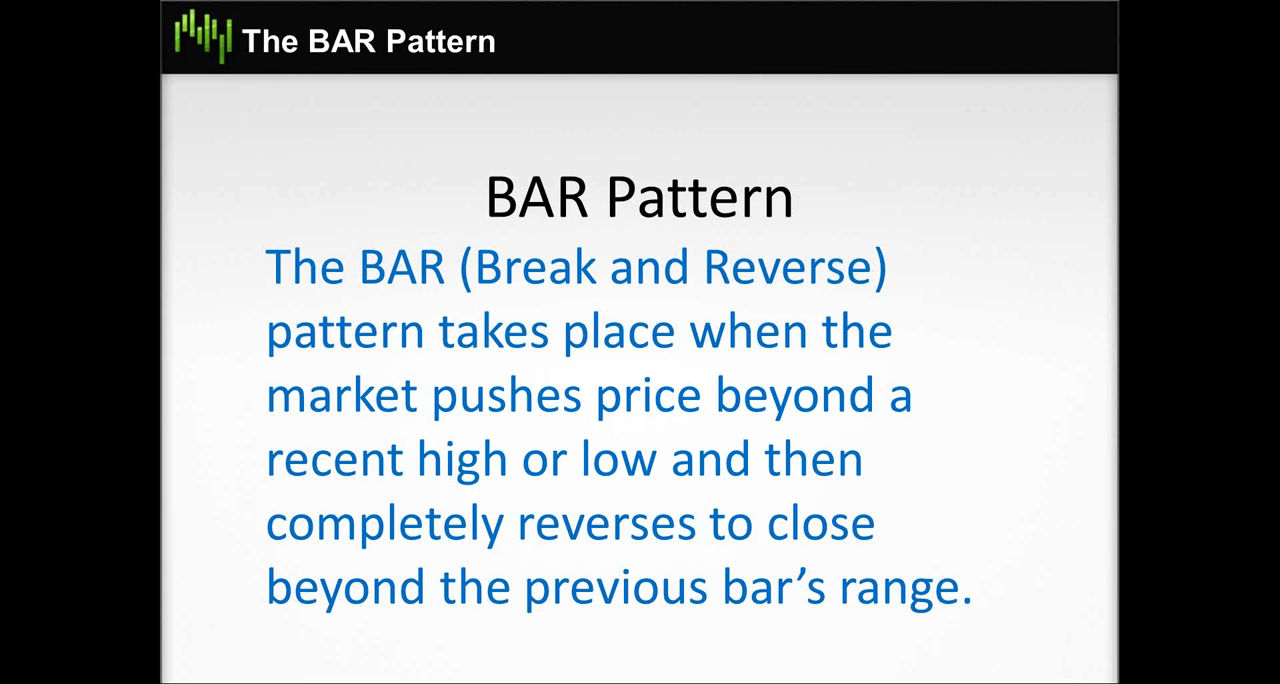 The BAR Pattern
BAR Pattern
The BAR (Break and Reverse)
pattern takes place when the
market pushes price beyond a
recent high or low and then
completely reverses to close
beyond the previous bar’s range.